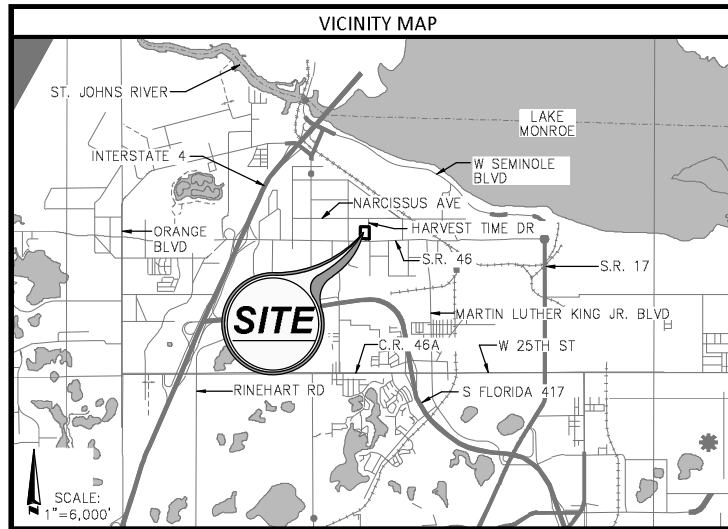 VICINITY MAP
ST. JOHNS RIVER
LAKE
MONROE
INTERSTATE 4
W SEMINOLE
BLVD
NARCISSUS AVE
HARVEST TIME DR
ORANGE
BLVD
S.R. 46
S.R. 17
SITE
MARTIN LUTHER KING JR. BLVD
C.R. 46A
W 25TH ST
RINEHART RD
S FLORIDA 417
N
SCALE:
1"=6,000'